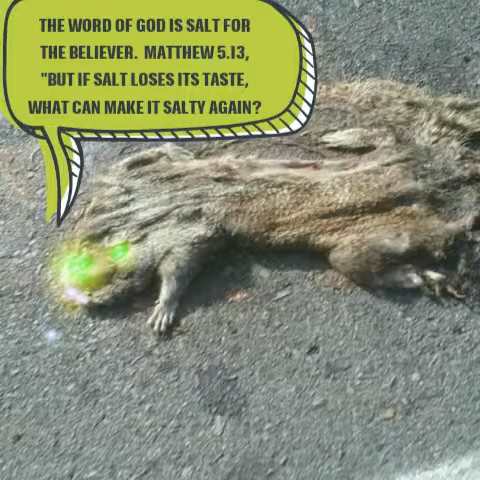 THE WORD OF GOD IS SALT FOR
THE BELIEVER. MATTHEW 5.13,
"BUT IF SALT LOSES ITS TASTE,
WHAT CAN MAKE IT SALTY AGAIN?